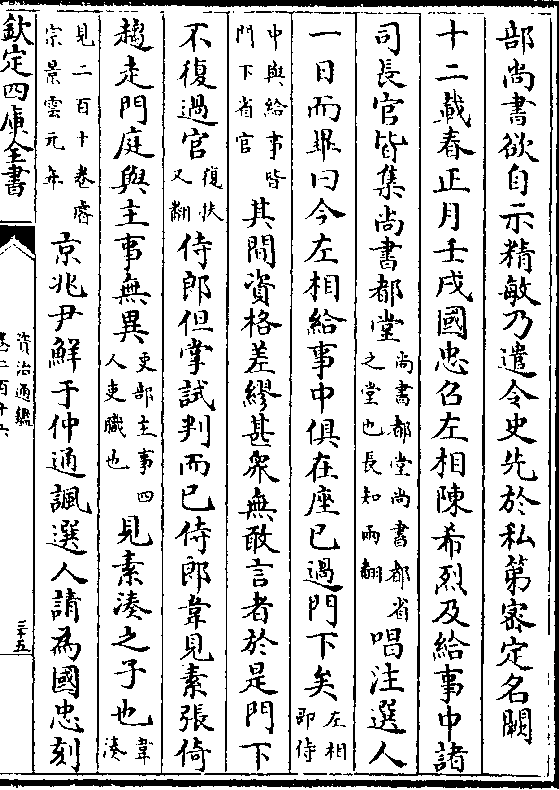 部尚書欲自示精敏乃遣令史先於私第密定名闕
十二載春正月壬戌國忠召左相陳希烈及給事中諸
司長官皆集尚書都堂尚書都堂尚書都省之堂也長知兩翻唱注選人
一日而畢曰今左相給事中俱在座已過門下矣左相即侍
中與給事皆門下省官其間資格差繆甚衆無敢言者於是門下
不復過官復扶又翻侍郎但掌試判而已侍郎韋見素張倚
趨走門庭與主事無異吏部主事四人吏職也見素湊之子也韋湊
見二百十卷睿宗景雲元年京兆尹鮮于仲通諷選人請為國忠刻
欽定四庫全書
資治通鑑
卷二百十六
三十五